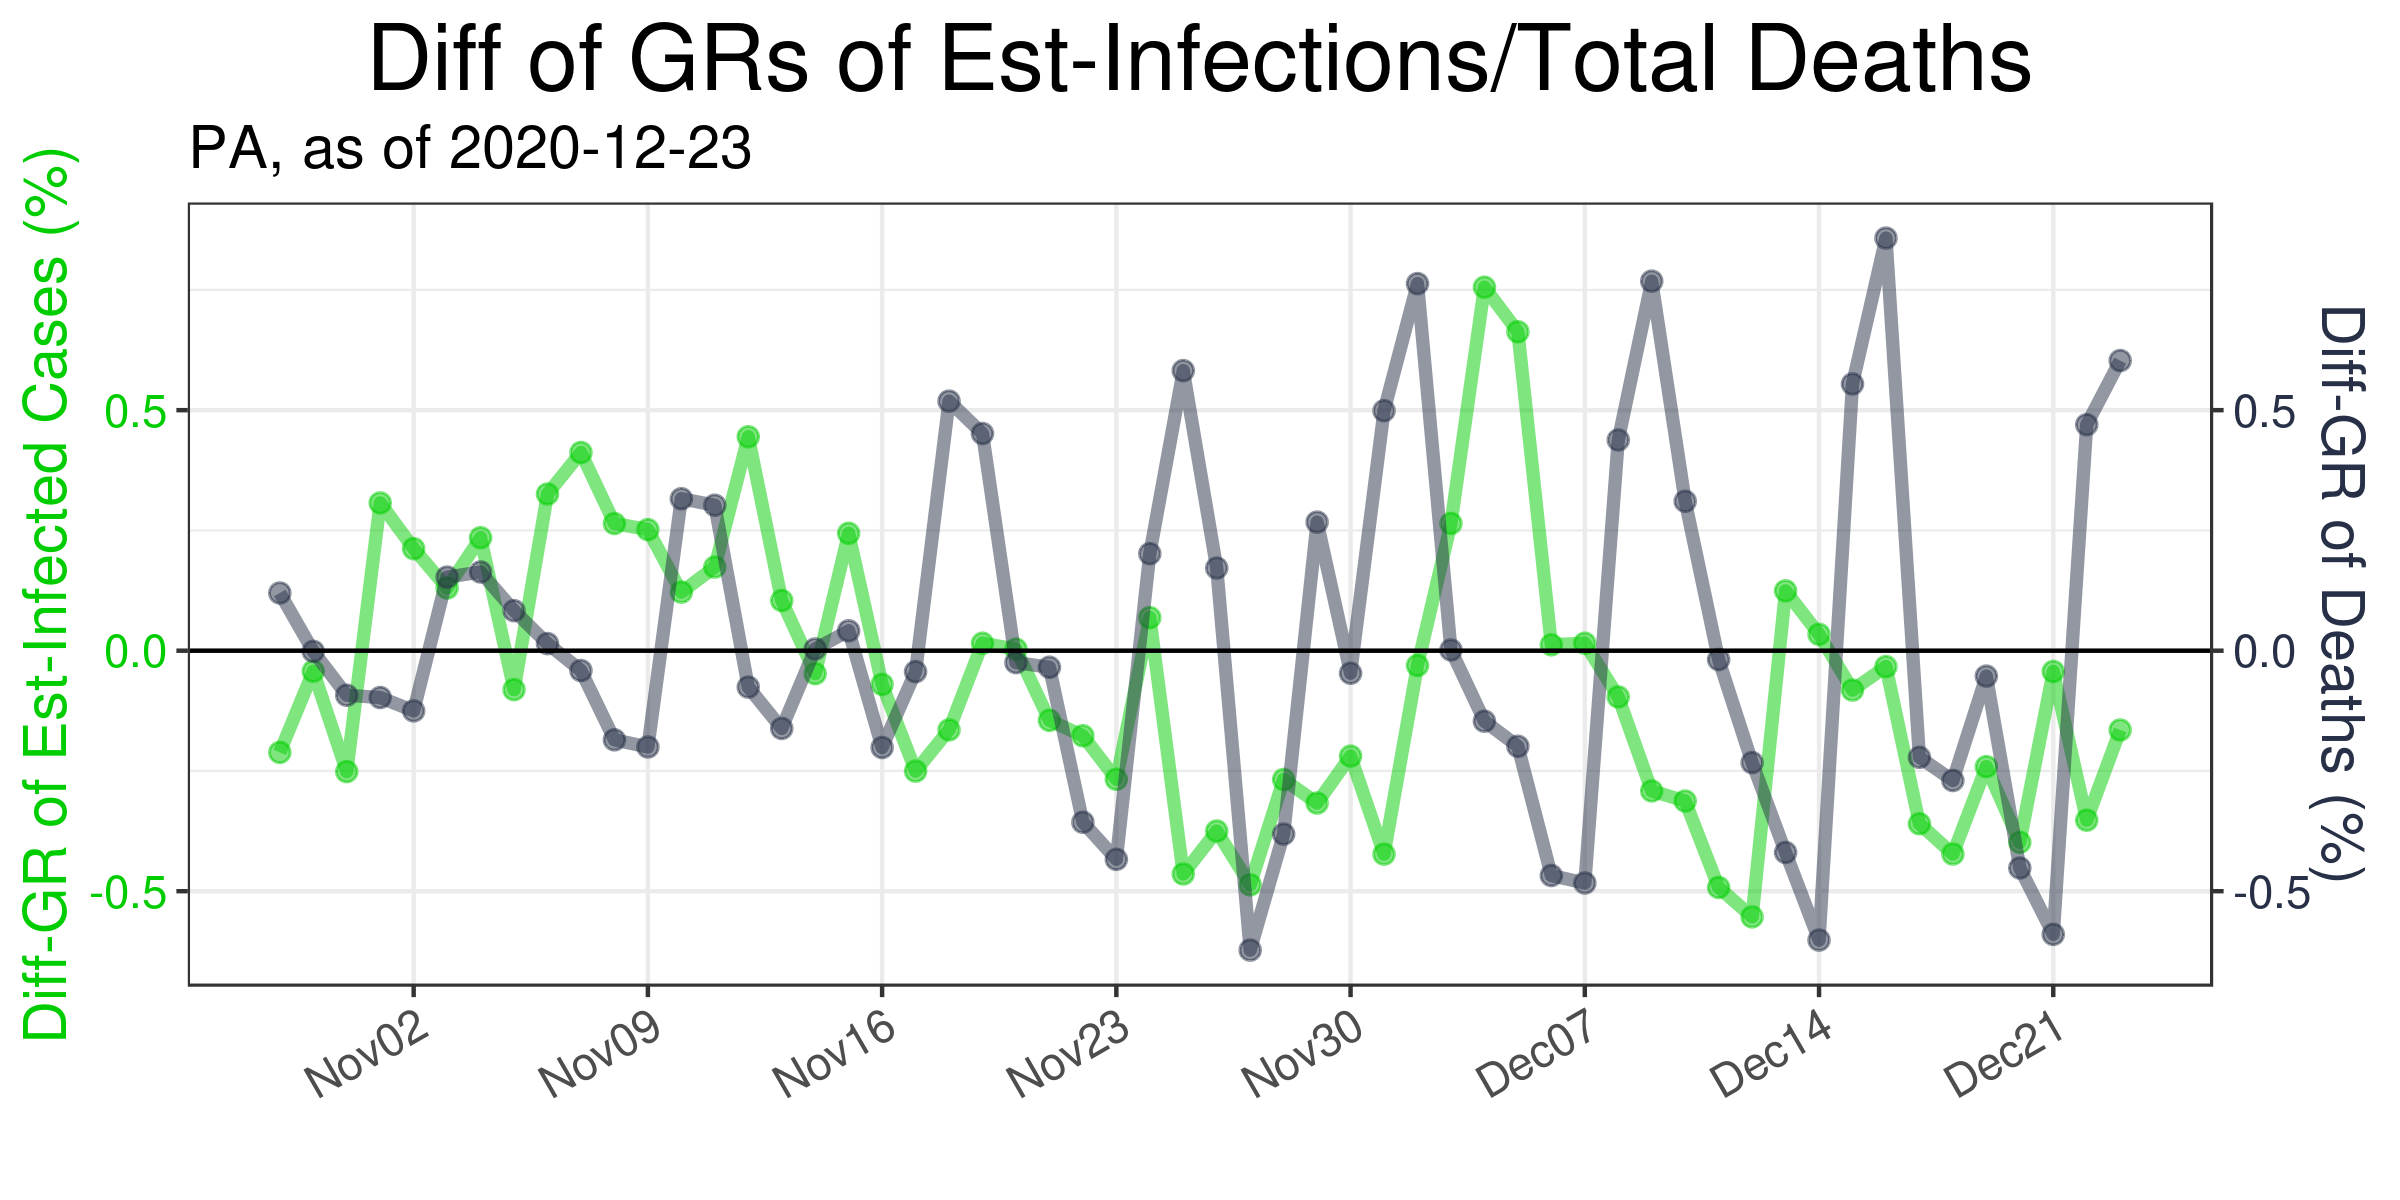 Diff of GRs of Est-Infections/Total Deaths
PA, as of 2020-12-23
Diff-GR of Est-Infected Cases (%)
0.5
0.0
-0.5
0.5
0.0
-0.5
Diff-GR of Deaths (%)
Nov02
Nov09
Nov16
Nov23
Nov30
Dec07
Dec14
Dec21